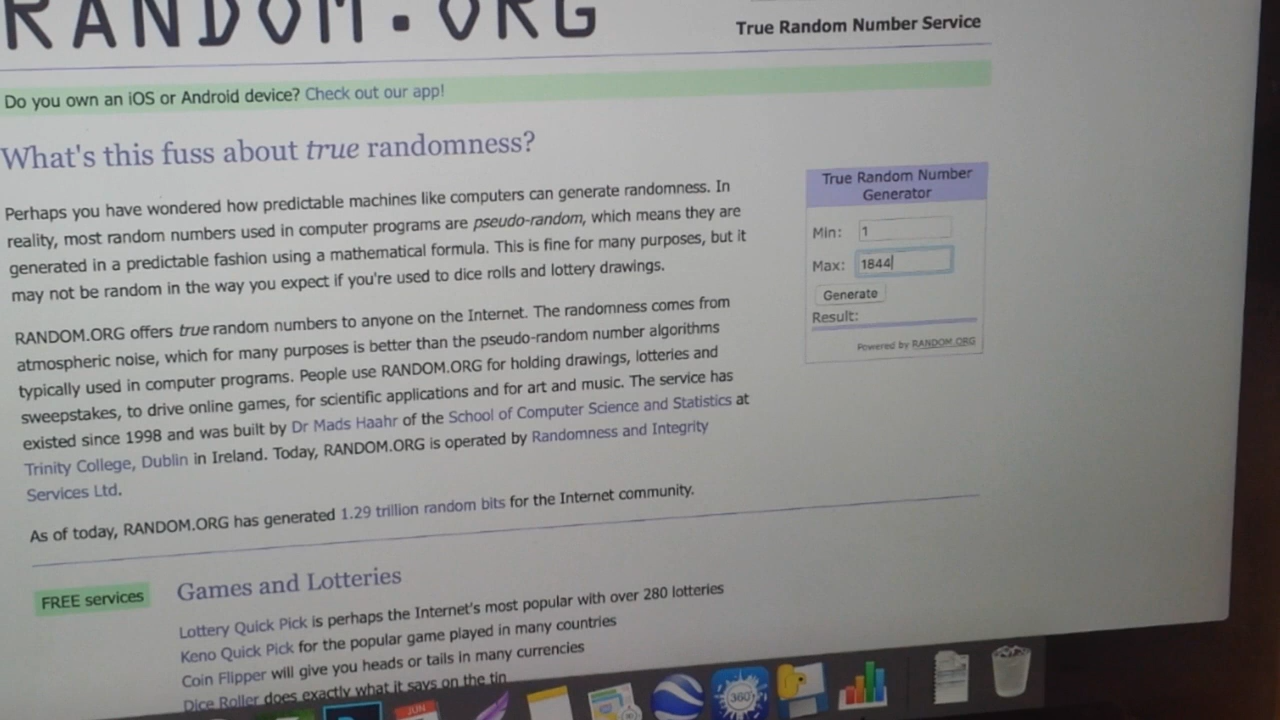 RANDOM.ORG
True Random Number Service
Do you own an iOS or Android device? Check out our app!
What's this fuss about true randomness?
Perhaps you have wondered how predictable machines like computers can generate randomness. In
reality, most random numbers used in computer programs are pseudo-random, which means they are
generated in a predictable fashion using a mathematical formula. This is fine for many purposes, but it
may not be random in the way you expect if you're used to dice rolls and lottery drawings.
RANDOM.ORG offers true random numbers to anyone on the Internet. The randomness comes from
atmospheric noise, which for many purposes is better than the pseudo-random number algorithms
typically used in computer programs. People use RANDOM.ORG for holding drawings, lotteries and
sweepstakes, to drive online games, for scientific applications and for art and music. The service has
existed since 1998 and was built by Dr Mads Haahr of the School of Computer Science and Statistics at
Trinity College, Dublin in Ireland. Today, RANDOM.ORG is operated by Randomness and Integrity
Services Ltd.
As of today, RANDOM.ORG has generated 1.29 trillion random bits for the Internet community.
True Random Number
Generator
Min: 1
Max: 1844
Generate
Result:
Powered by RANDOM.ORG
FREE services
Games and Lotteries
Lottery Quick Pick is perhaps the Internet's most popular with over 280 lotteries
Keno Quick Pick for the popular game played in many countries
Coin Flipper will give you heads or tails in many currencies
Dice Roller does exactly what it says on the tin
JUN
360°